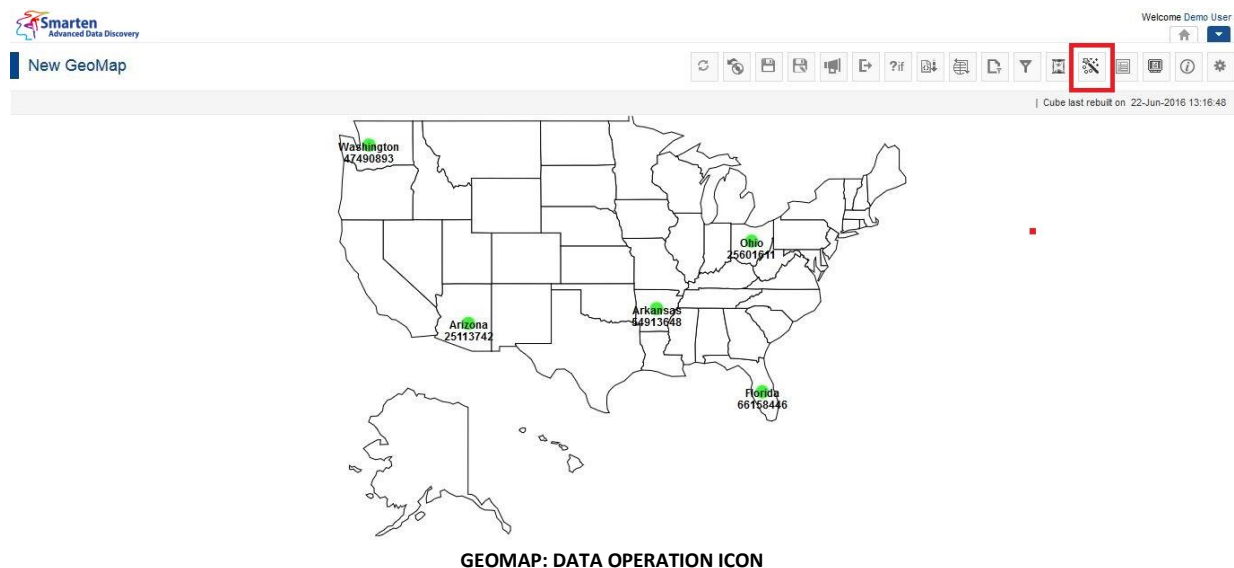 Smarten
Advanced Data Discovery
Welcome Demo User
New GeoMap
?if
| Cube last rebuilt on 22-Jun-2016 13:16:48
Washington
47490893
Ohio
25601611
Arkansas
54913648
Arizona
25113742
Florida
66158446
GEOMAP: DATA OPERATION ICON